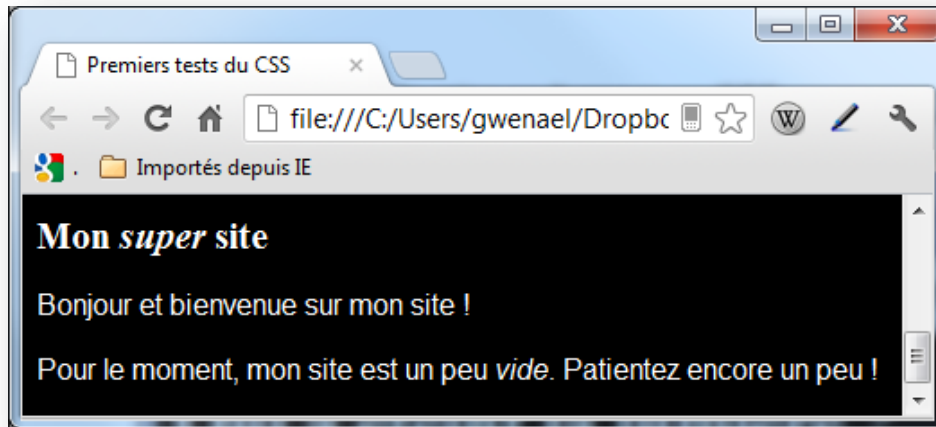 Premiers tests du CSS
file:///C:/Users/gwenael/Dropbo
W
. Importés depuis IE
Mon super site
Bonjour et bienvenue sur mon site !
Pour le moment, mon site est un peu vide. Patientez encore un peu !